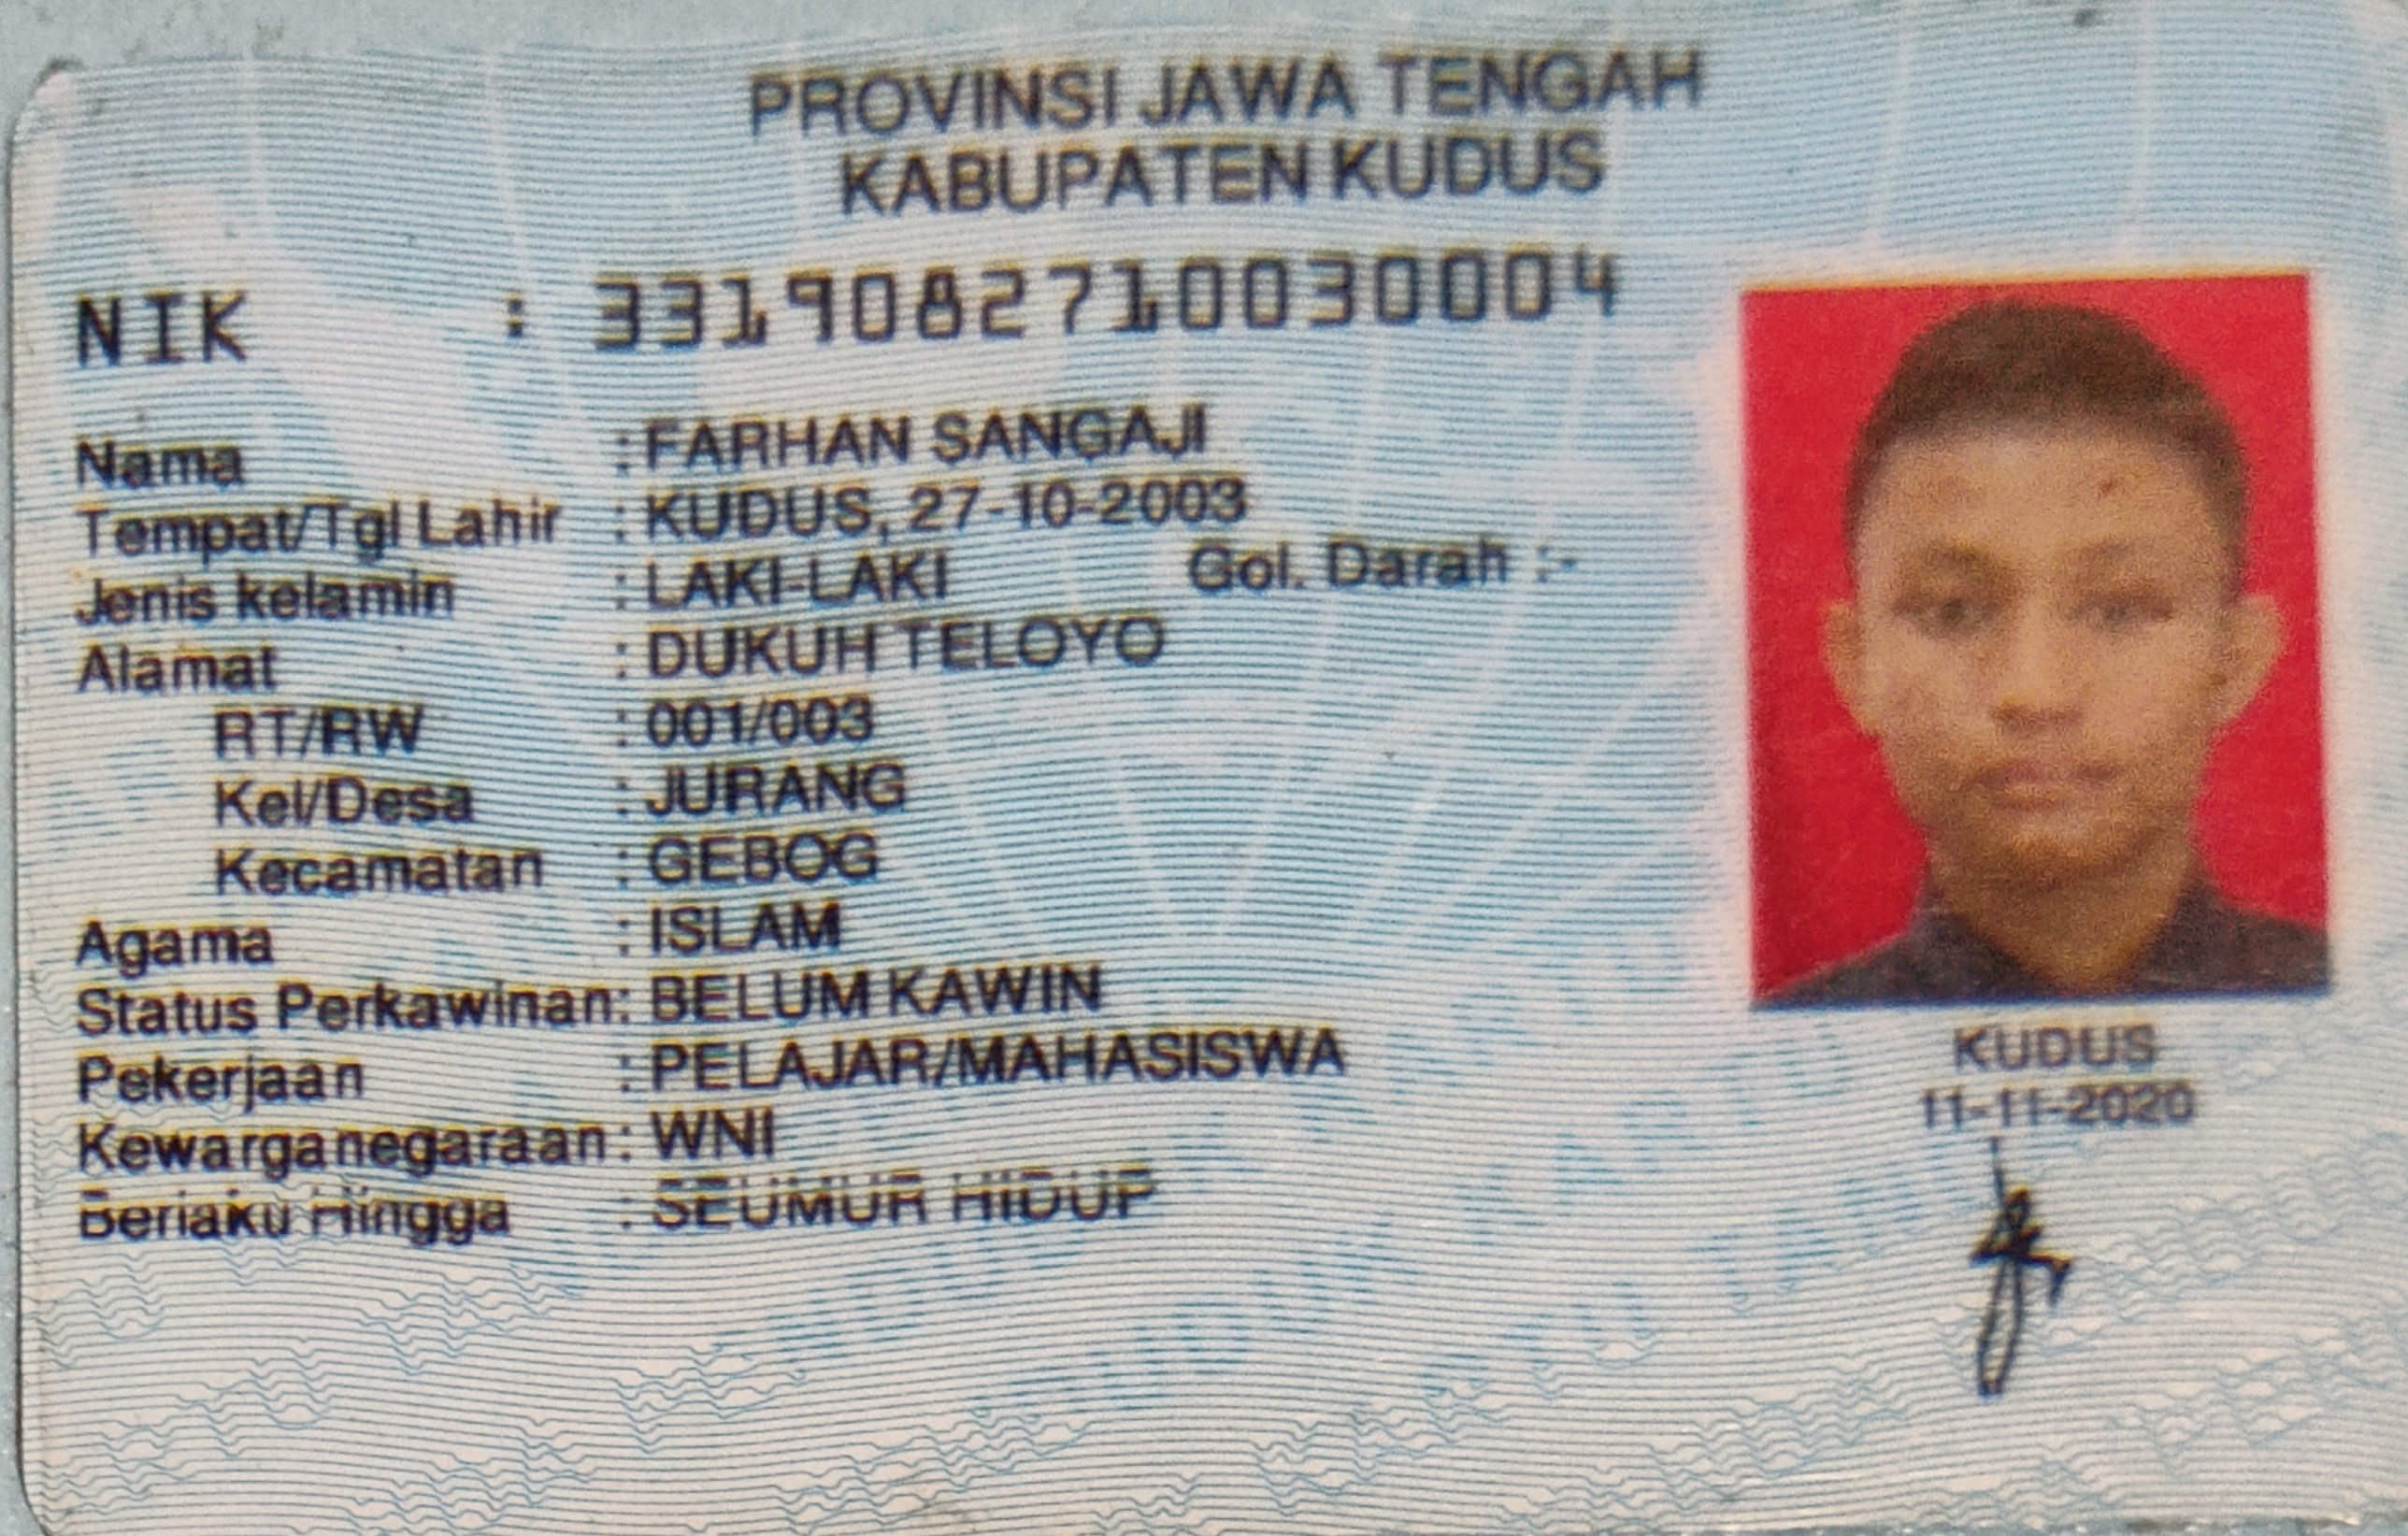 PROVINSI JAWA TENGAH
KABUPATEN KUDUS
NIK : 3319082710030004
Nama : FARHAN SANGAJI
Tempat/Tgl Lahir : KUDUS, 27-10-2003
Jenis kelamin : LAKI-LAKI Gol. Darah :-
Alamat : DUKUH TELOYO
RT/RW : 001/003
Kel/Desa : JURANG
Kecamatan : GEBOG
Agama : ISLAM
Status Perkawinan: BELUM KAWIN
Pekerjaan : PELAJAR/MAHASISWA
Kewarganegaraan: WNI
Berlaku Hingga : SEUMUR HIDUP
KUDUS
11-11-2020